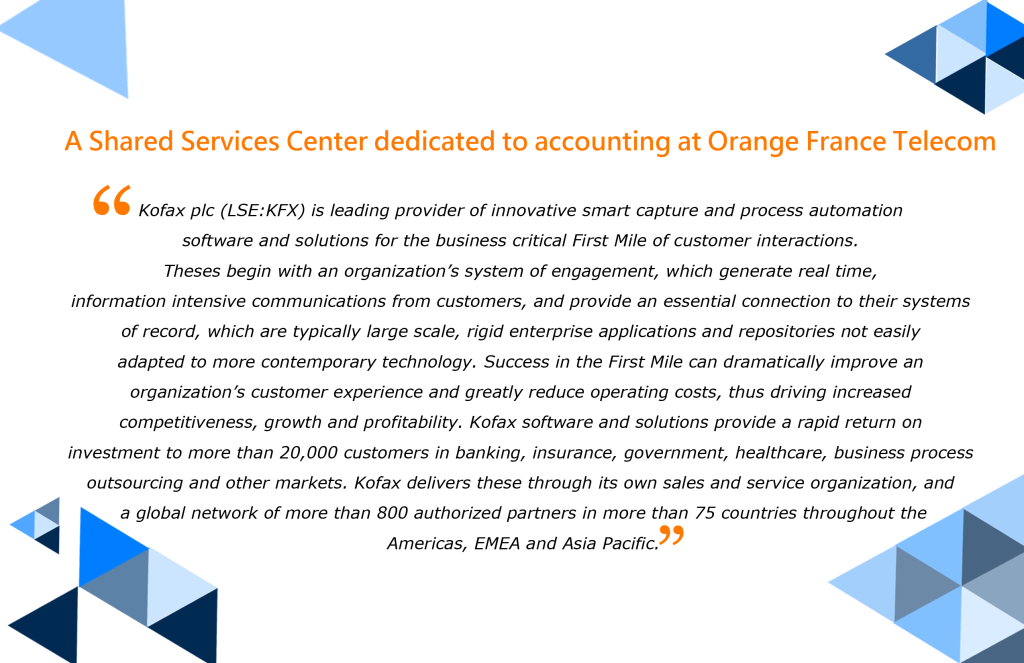 A Shared Services Center dedicated to accounting at Orange France Telecom
“ Kofax plc (LSE:KFX) is leading provider of innovative smart capture and process automation
software and solutions for the business critical First Mile of customer interactions.
Theses begin with an organization’s system of engagement, which generate real time,
information intensive communications from customers, and provide an essential connection to their systems
of record, which are typically large scale, rigid enterprise applications and repositories not easily
adapted to more contemporary technology. Success in the First Mile can dramatically improve an
organization’s customer experience and greatly reduce operating costs, thus driving increased
competitiveness, growth and profitability. Kofax software and solutions provide a rapid return on
investment to more than 20,000 customers in banking, insurance, government, healthcare, business process
outsourcing and other markets. Kofax delivers these through its own sales and service organization, and
a global network of more than 800 authorized partners in more than 75 countries throughout the
Americas, EMEA and Asia Pacific.”